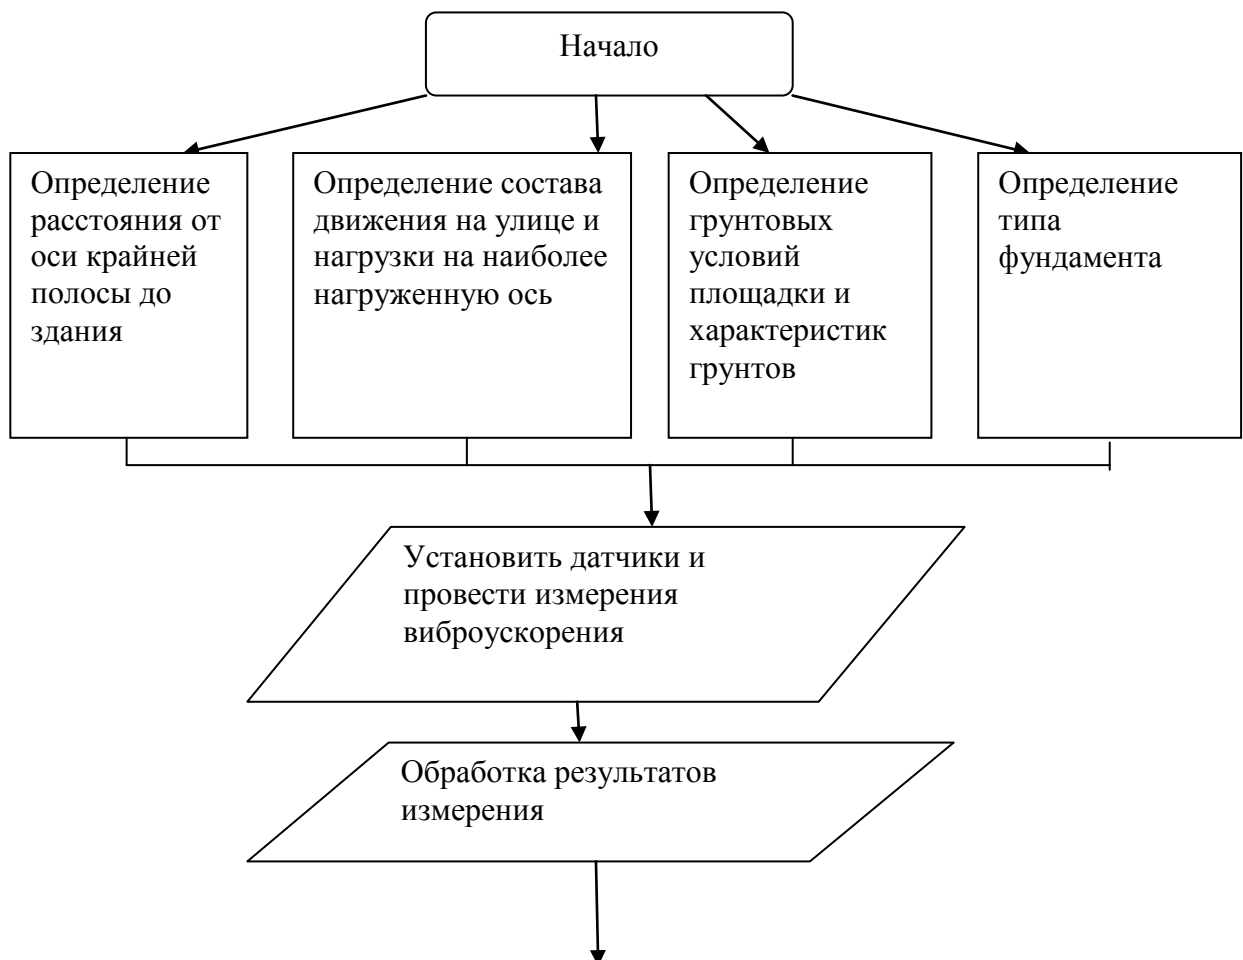 Начало
Определение
расстояния от
оси крайней
полосы до
здания
Определение состава
движения на улице и
нагрузки на наиболее
нагруженную ось
Определение
грунтовых
условий
площадки и
характеристик
грунтов
Определение
типа
фундамента
Установить датчики и
провести измерения
виброускорения
Обработка результатов
измерения